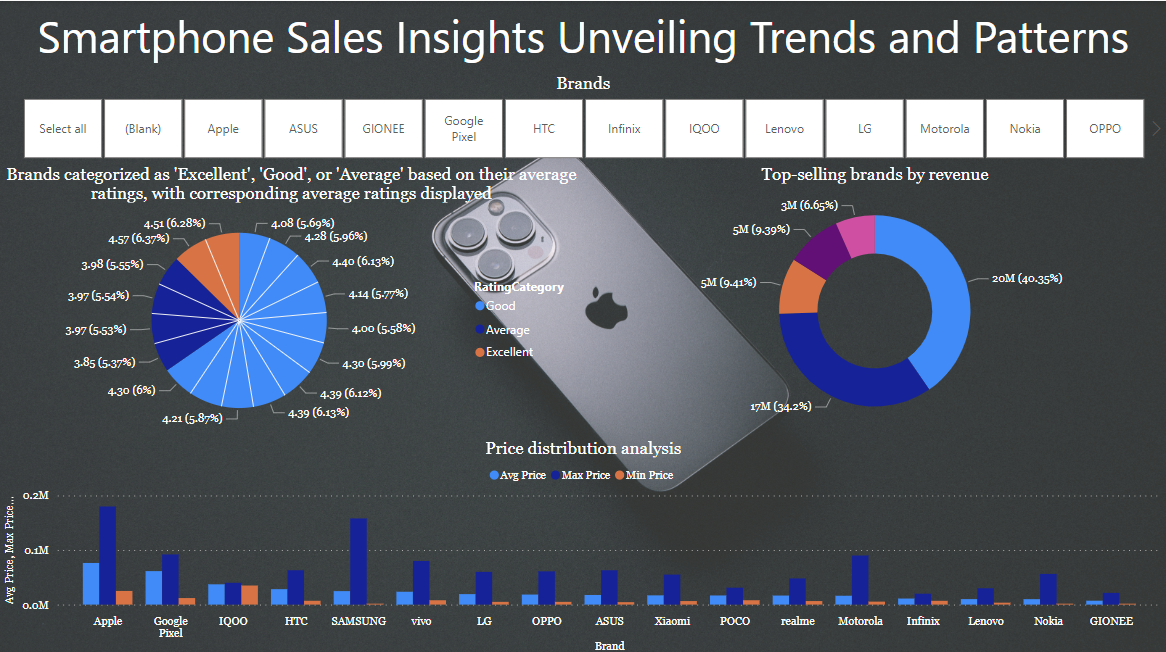 Smartphone Sales Insights Unveiling Trends and Patterns
Brands
Select all
(Blank)
Apple
ASUS
GIONEE
Google
Pixel
HTC
Infinix
IQOO
Lenovo
LG
Motorola
Nokia
OPPO
Brands categorized as 'Excellent', 'Good', or 'Average' based on their average
ratings, with corresponding average ratings displayed
4.08 (5.69%)
4.28 (5.96%)
4.40 (6.13%)
4.14 (5.77%)
4.00 (5.58%)
4.30 (5.99%)
4.39 (6.12%)
4.39 (6.13%)
4.21 (5.87%)
4.30 (6%)
3.85 (5.37%)
3.97 (5.53%)
3.97 (5.54%)
3.98 (5.55%)
4.57 (6.37%)
4.51 (6.28%)
RatingCategory
Good
Average
Excellent
Top-selling brands by revenue
20M (40.35%)
17M (34.2%)
5M (9.41%)
5M (9.39%)
3M (6.65%)
Price distribution analysis
Avg Price
Max Price
Min Price
Avg Price, Max Price...
0.2M
0.1M
0.0M
Apple
Google
Pixel
IQOO
HTC
SAMSUNG
vivo
LG
OPPO
ASUS
Xiaomi
POCO
realme
Motorola
Infinix
Lenovo
Nokia
GIONEE
Brand